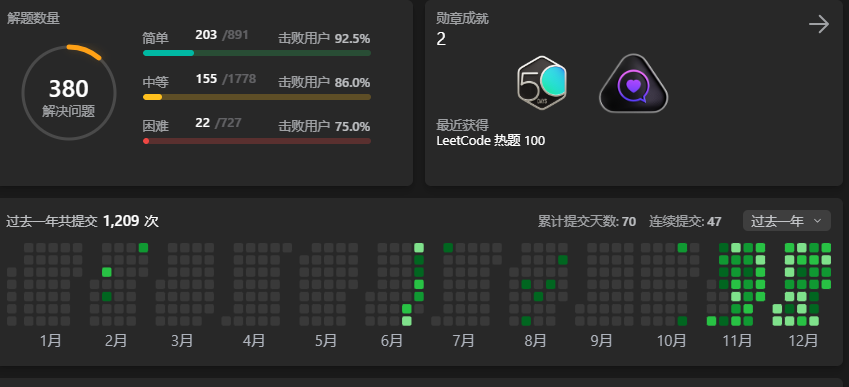 解题数量
380
解决问题
简单 203 /891 击败用户 92.5%
中等 155 /1778 击败用户 86.0%
困难 22 /727 击败用户 75.0%
勋章成就
2
50
DAYS
最近获得
LeetCode 热题 100
过去一年共提交 1,209 次
累计提交天数: 70 连续提交: 47 过去一年
1月 2月 3月 4月 5月 6月 7月 8月 9月 10月 11月 12月